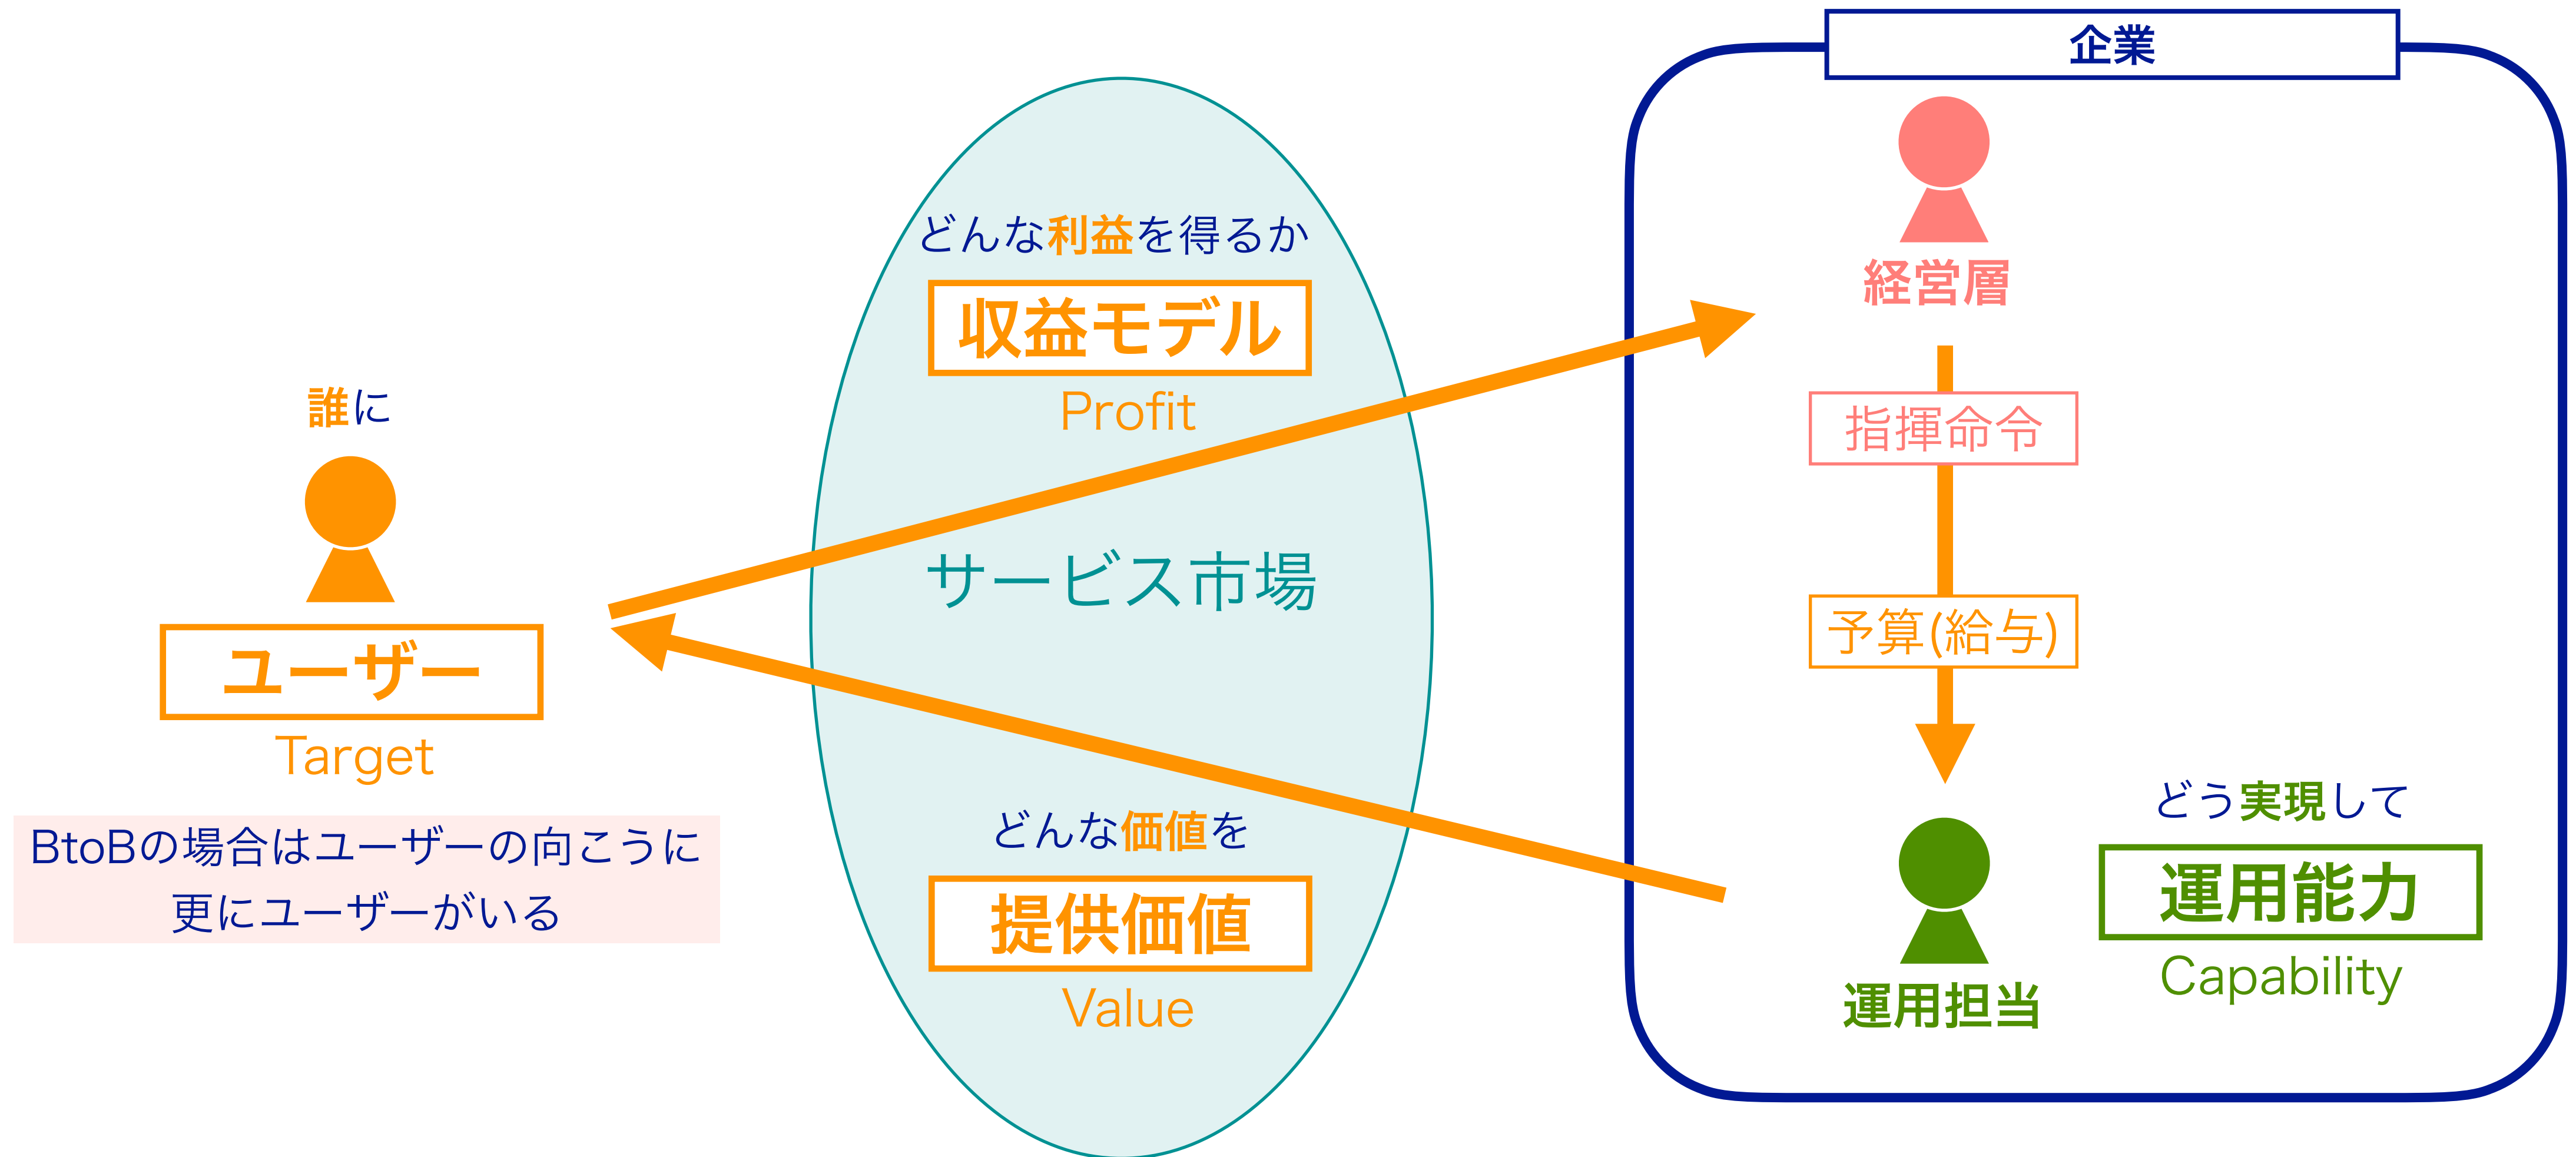 誰に
ユーザー
Target
BtoBの場合はユーザーの向こうに
更にユーザーがいる
どんな利益を得るか
収益モデル
Profit
サービス市場
どんな価値を
提供価値
Value
企業
経営層
指揮命令
予算(給与)
運用担当
どう実現して
運用能力
Capability